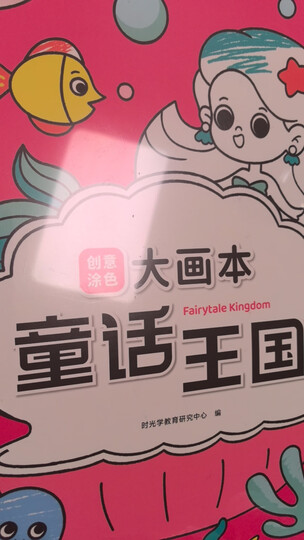 创意
涂色
大画本
Fairytale Kingdom
童话王国
时光学教育研究中心 编